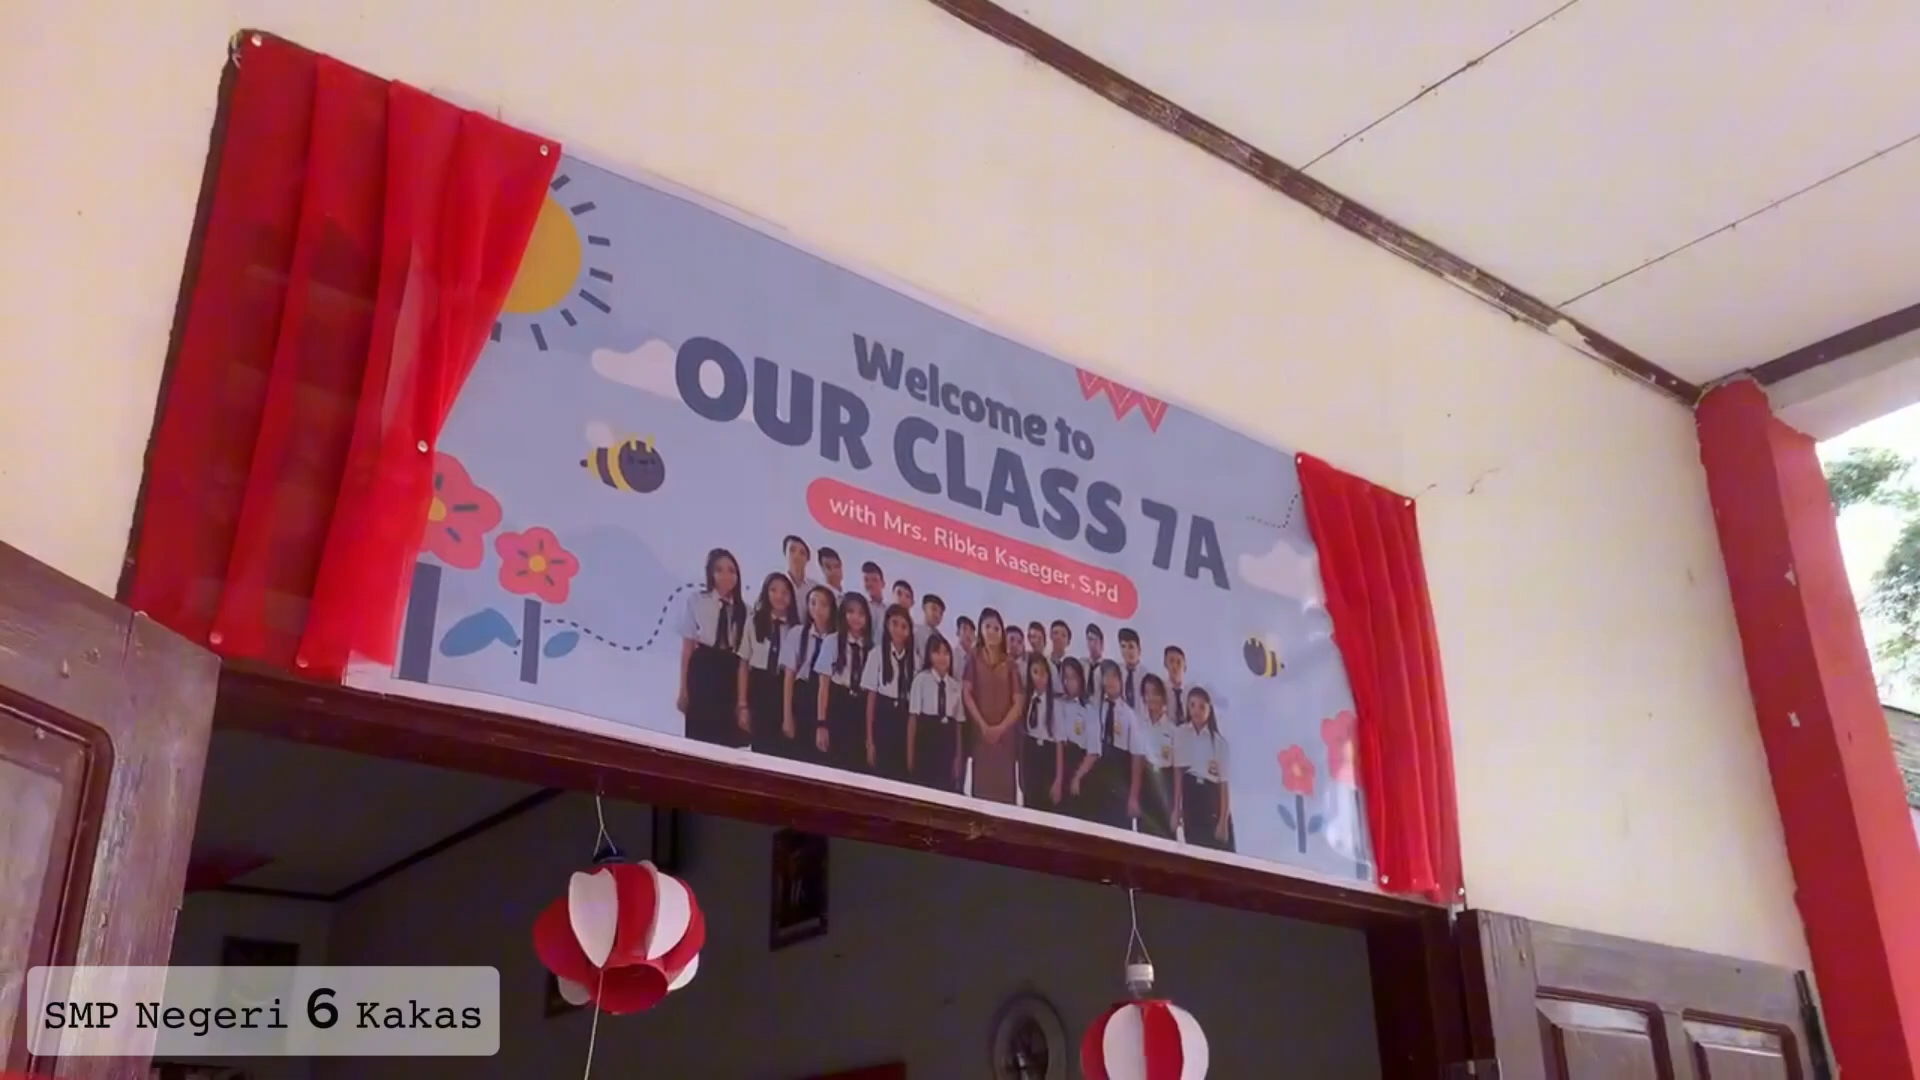 Welcome to
OUR CLASS 7A
with Mrs. Ribka Kaseger, S.Pd
SMP Negeri 6 Kakas